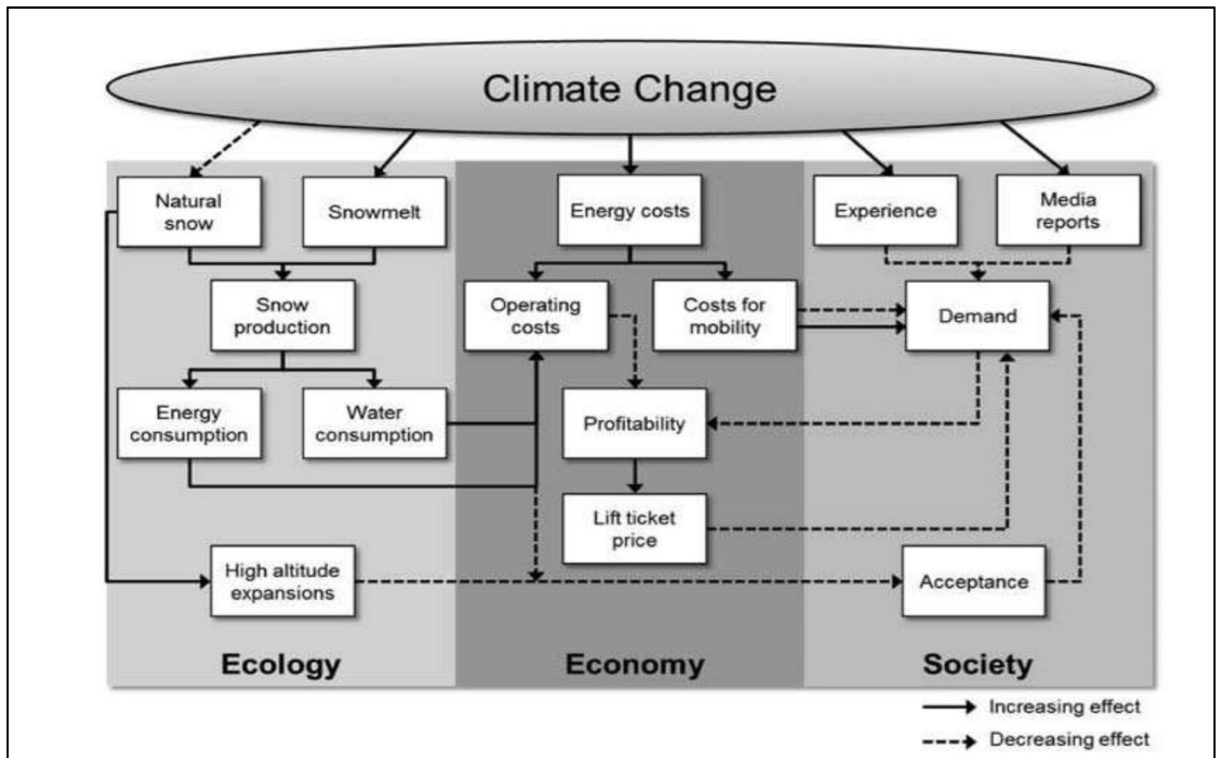 Climate Change
Natural
snow
Snowmelt
Energy costs
Experience
Media
reports
Snow
production
Operating
costs
Costs for
mobility
Demand
Energy
consumption
Water
consumption
Profitability
Lift ticket
price
High altitude
expansions
Acceptance
Ecology
Economy
Society
Increasing effect
Decreasing effect